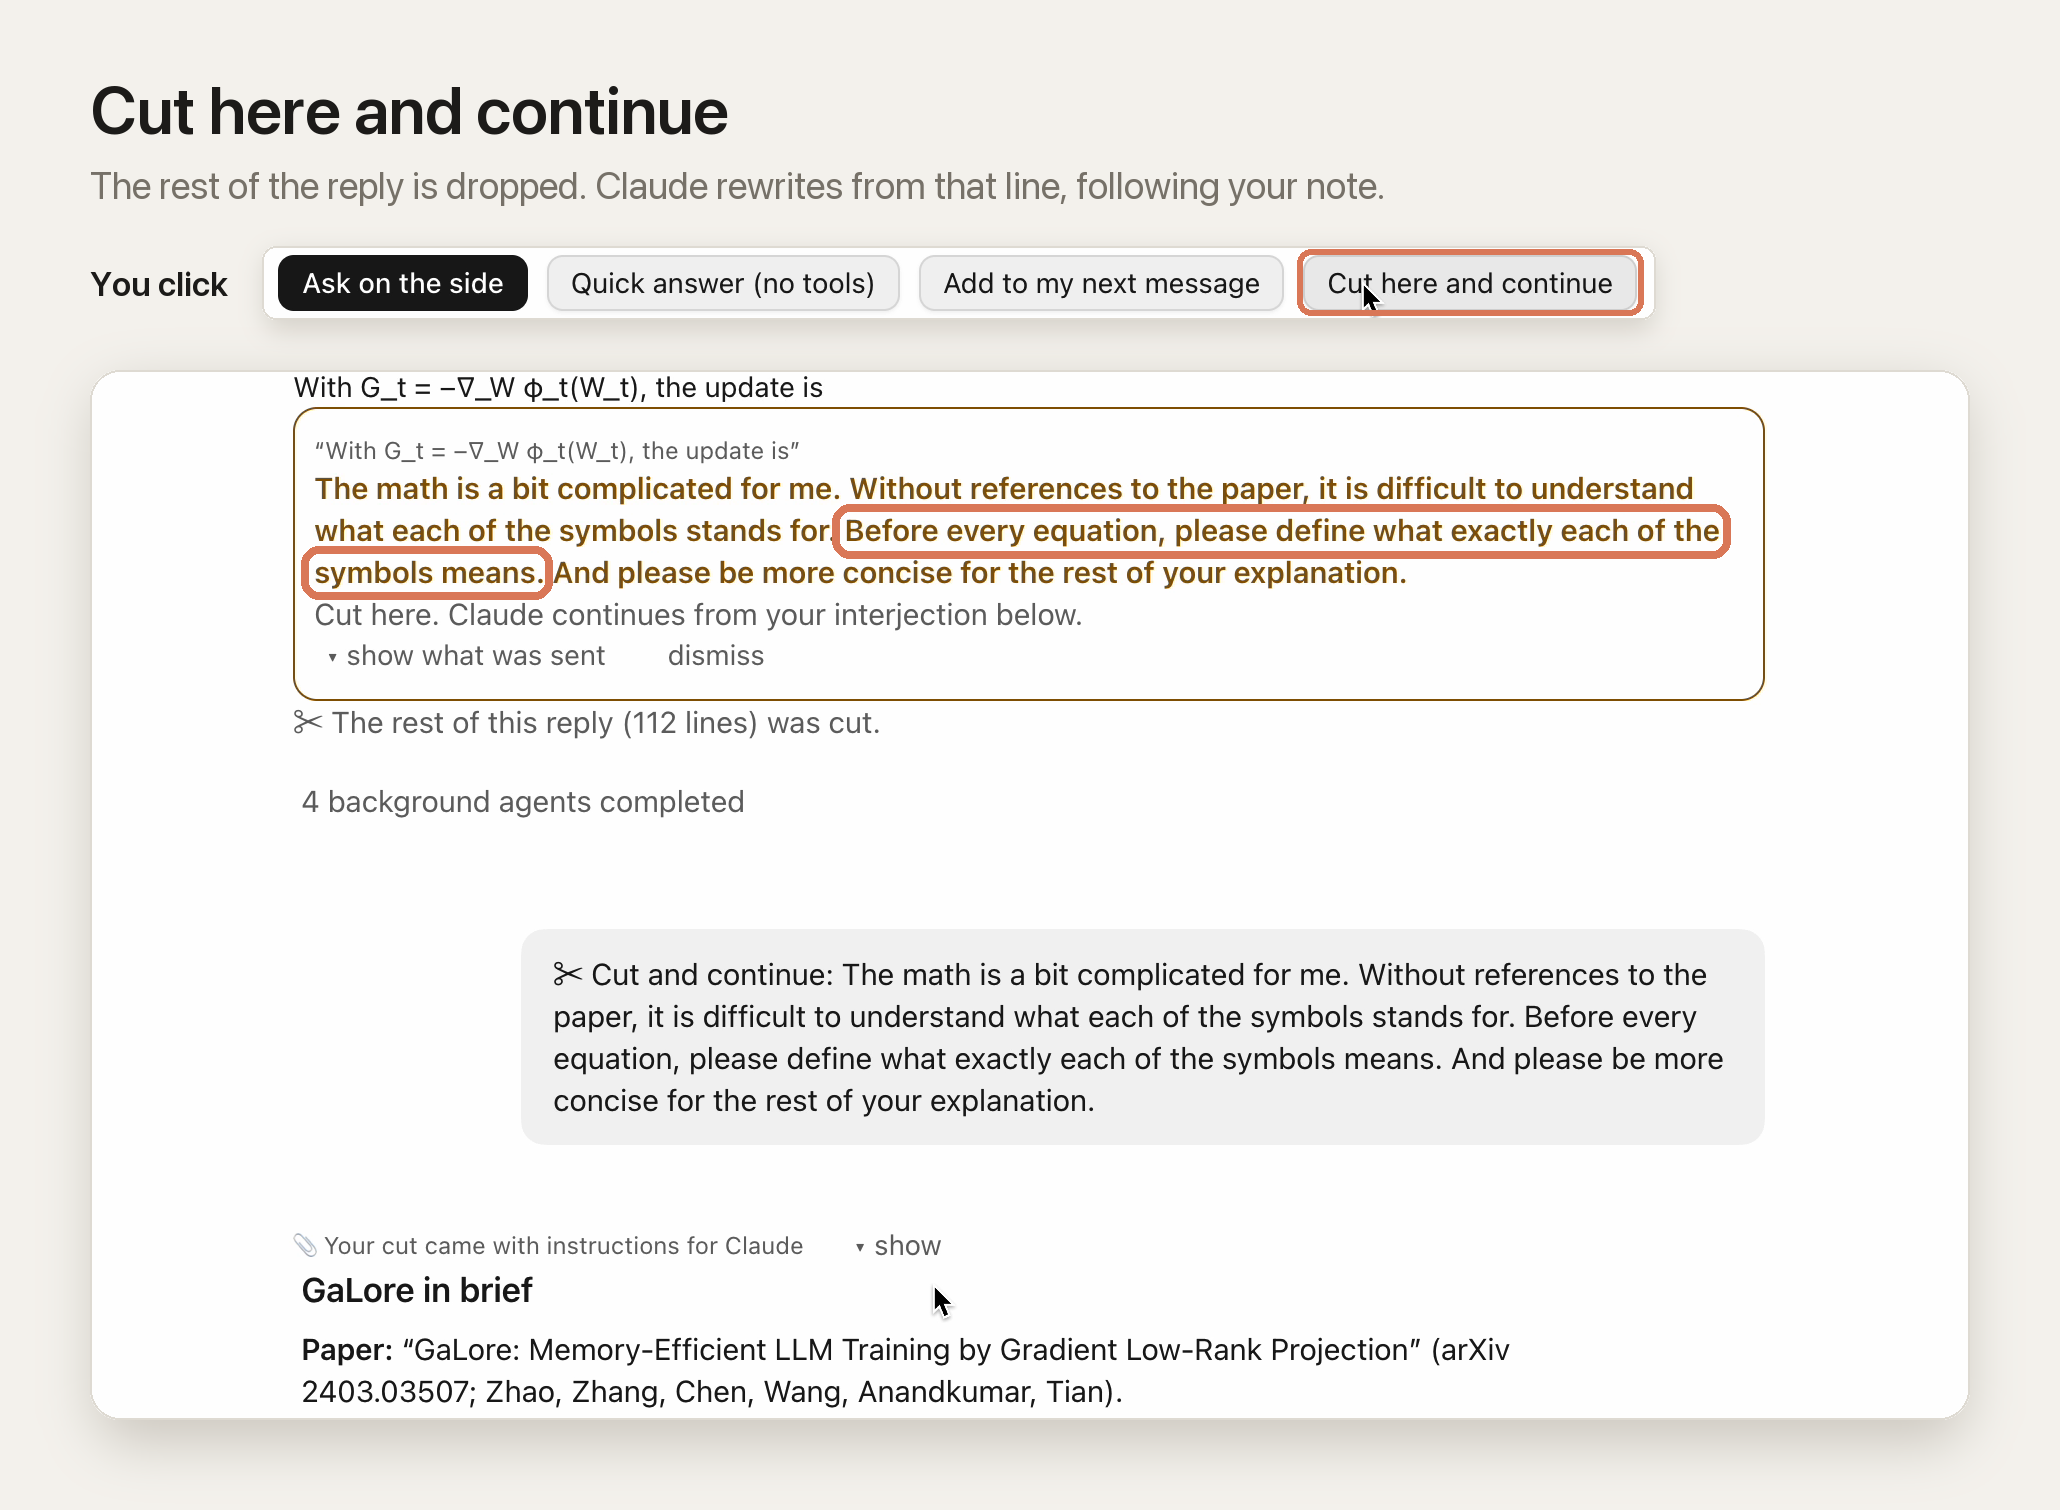 Cut here and continue
The rest of the reply is dropped. Claude rewrites from that line, following your note.
You click
Ask on the side
Quick answer (no tools)
Add to my next message
Cut here and continue
With G_t = −∇_W φ_t(W_t), the update is
“With G_t = −∇_W φ_t(W_t), the update is”
The math is a bit complicated for me. Without references to the paper, it is difficult to understand
what each of the symbols stands for. Before every equation, please define what exactly each of the
symbols means. And please be more concise for the rest of your explanation.
Cut here. Claude continues from your interjection below.
▾ show what was sent dismiss
✂ The rest of this reply (112 lines) was cut.
4 background agents completed
✂ Cut and continue: The math is a bit complicated for me. Without references to the
paper, it is difficult to understand what each of the symbols stands for. Before every
equation, please define what exactly each of the symbols means. And please be more
concise for the rest of your explanation.
📎 Your cut came with instructions for Claude ▾ show
GaLore in brief
Paper: “GaLore: Memory-Efficient LLM Training by Gradient Low-Rank Projection” (arXiv
2403.03507; Zhao, Zhang, Chen, Wang, Anandkumar, Tian).